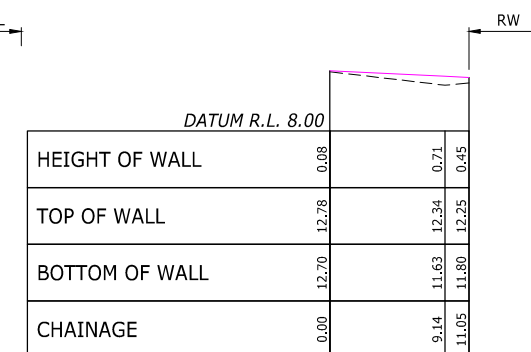 RW
DATUM R.L. 8.00
HEIGHT OF WALL 0.08 0.71 0.45
TOP OF WALL 12.78 12.34 12.25
BOTTOM OF WALL 12.70 11.63 11.80
CHAINAGE 0.00 9.14 11.05